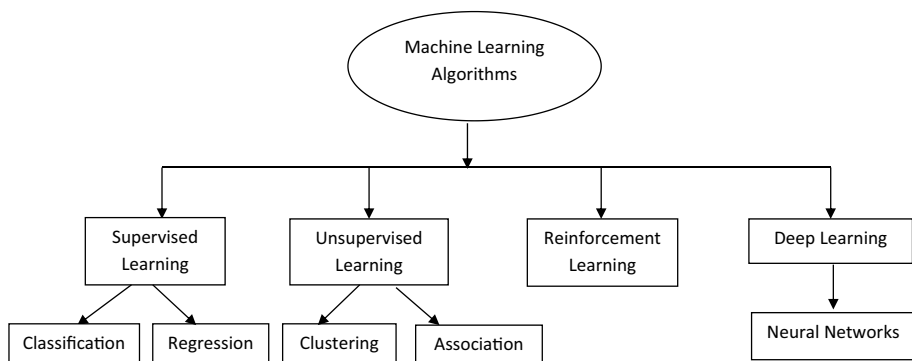 Machine Learning
Algorithms
Supervised
Learning
Unsupervised
Learning
Reinforcement
Learning
Deep Learning
Classification
Regression
Clustering
Association
Neural Networks